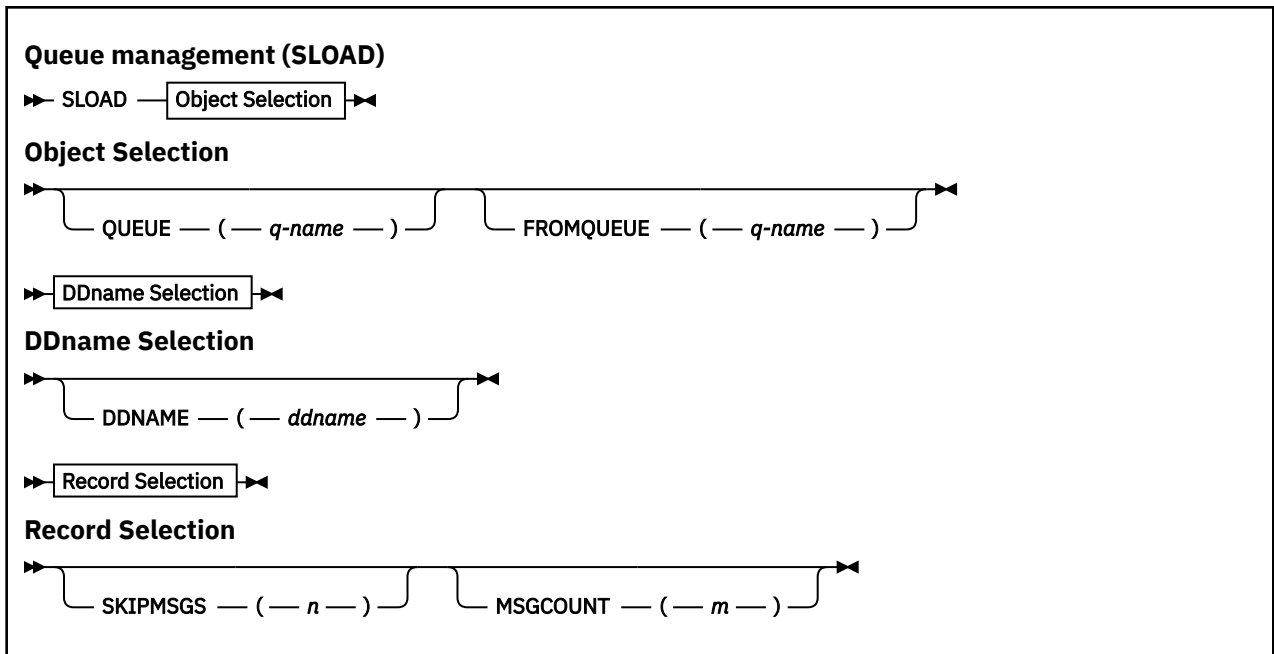 Queue management (SLOAD)
SLOAD Object Selection
Object Selection
QUEUE ( q-name ) FROMQUEUE ( q-name )
DDname Selection
DDname Selection
DDNAME ( ddname )
Record Selection
Record Selection
SKIPMSGS ( n ) MSGCOUNT ( m )